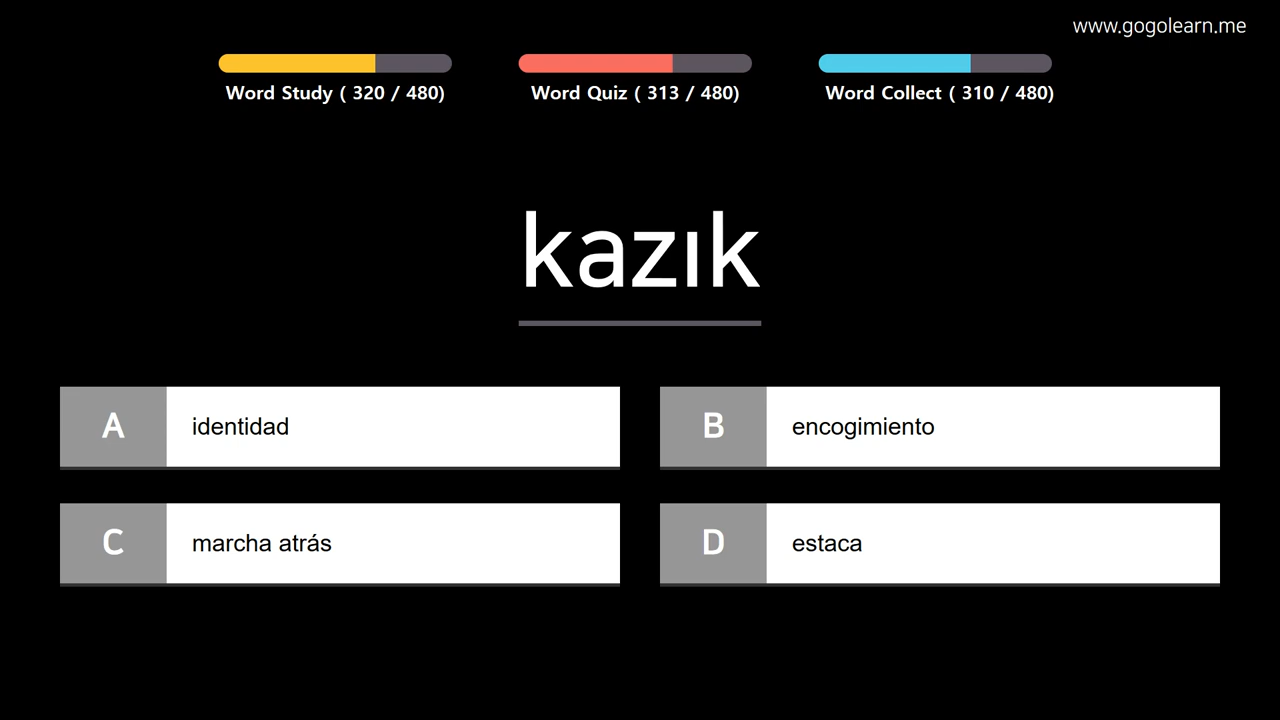 www.gogolearn.me
Word Study ( 320 / 480)
Word Quiz ( 313 / 480)
Word Collect ( 310 / 480)
kazık
A identidad
B encogimiento
C marcha atrás
D estaca